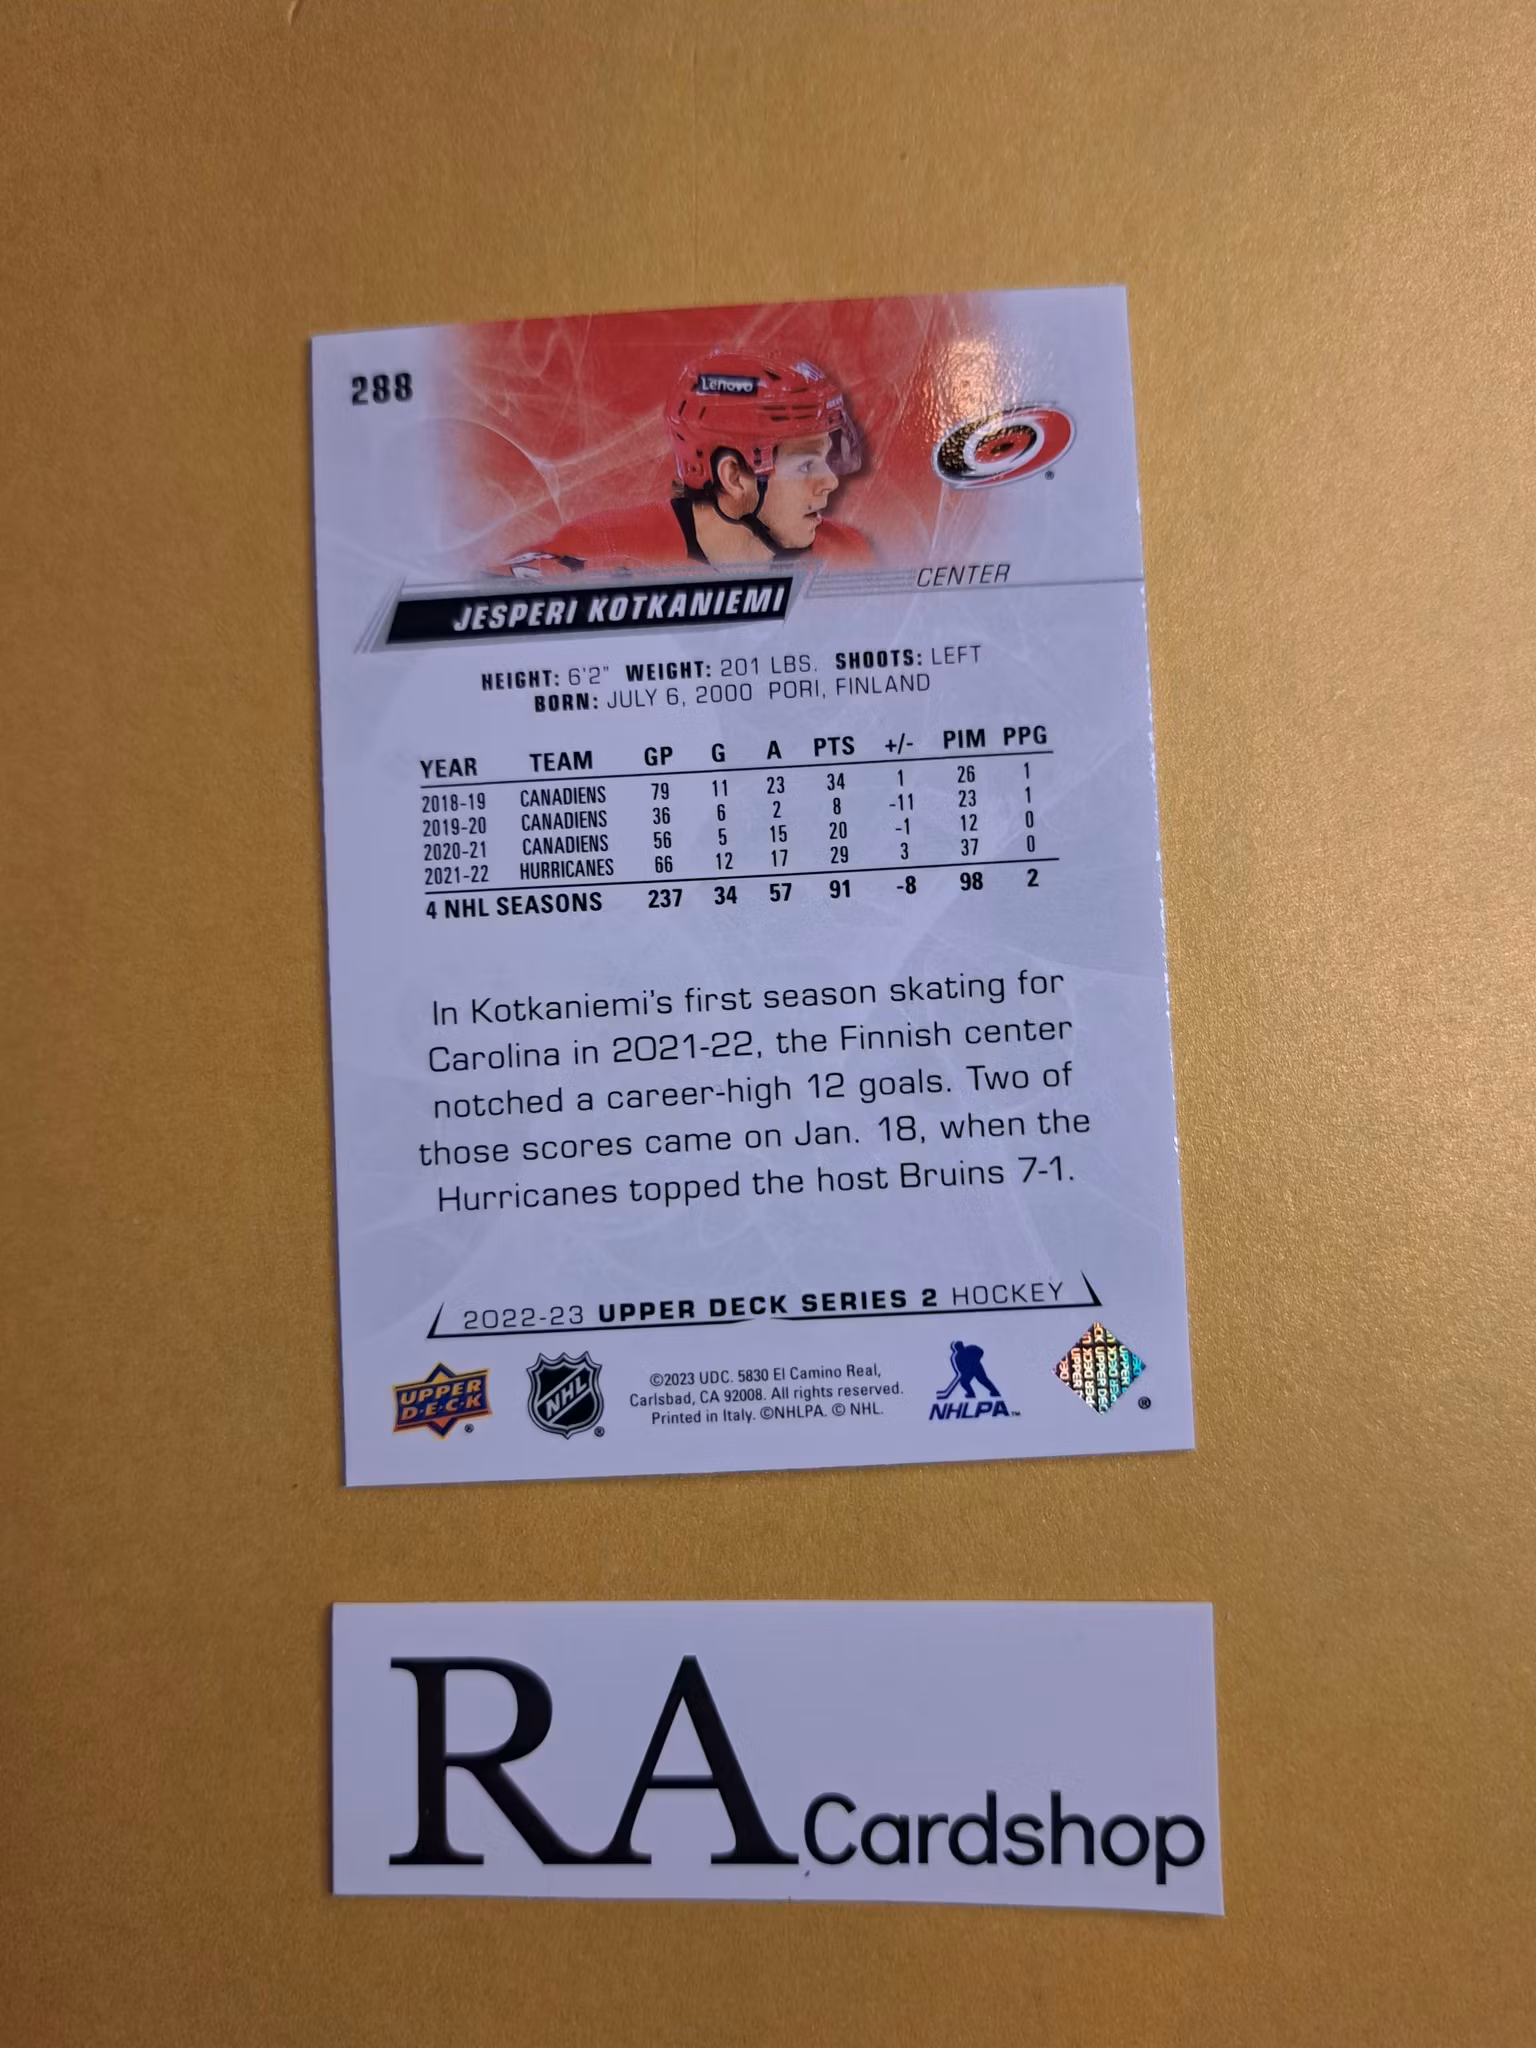 288
Lenovo
CENTER
JESPERI KOTKANIEMI
HEIGHT: 6'2" WEIGHT: 201 LBS. SHOOTS: LEFT
BORN: JULY 6, 2000 PORI, FINLAND
YEAR TEAM GP G A PTS +/- PIM PPG
2018-19 CANADIENS 79 11 23 34 1 26 1
2019-20 CANADIENS 36 6 2 8 -11 23 1
2020-21 CANADIENS 56 5 15 20 -1 12 0
2021-22 HURRICANES 66 12 17 29 3 37 0
4 NHL SEASONS 237 34 57 91 -8 98 2
In Kotkaniemi's first season skating for
Carolina in 2021-22, the Finnish center
notched a career-high 12 goals. Two of
those scores came on Jan. 18, when the
Hurricanes topped the host Bruins 7-1.
2022-23 UPPER DECK SERIES 2 HOCKEY
UPPER
D·E·C·K ®
NHL ®
©2023 UDC. 5830 El Camino Real,
Carlsbad, CA 92008. All rights reserved.
Printed in Italy. ©NHLPA. © NHL.
NHLPA™
UPPER DECK
®
RA Cardshop